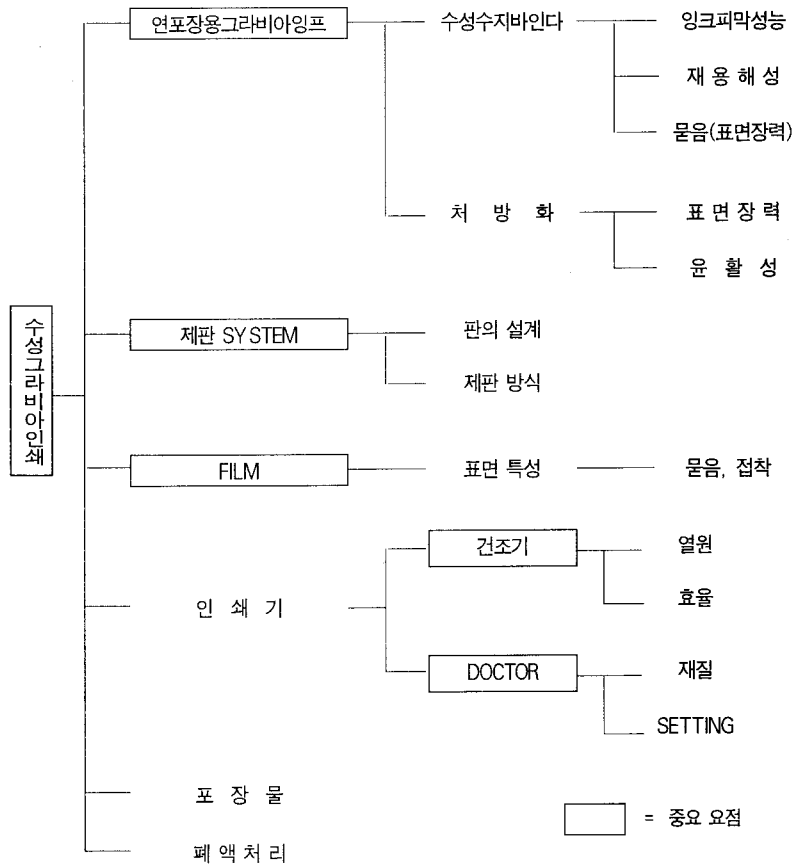 연포장용그라비아잉프 수성수지바인다 잉크피막성능
재용해성
묻음(표면장력)
처방화 표면장력
윤활성
수성그라비아인쇄
제판 SYSTEM 판의 설계
제판 방식
FILM 표면 특성 묻음, 접착
건조기 열원
효율
인쇄기
DOCTOR 재질
SETTING
포장물
= 중요 요점
폐액처리